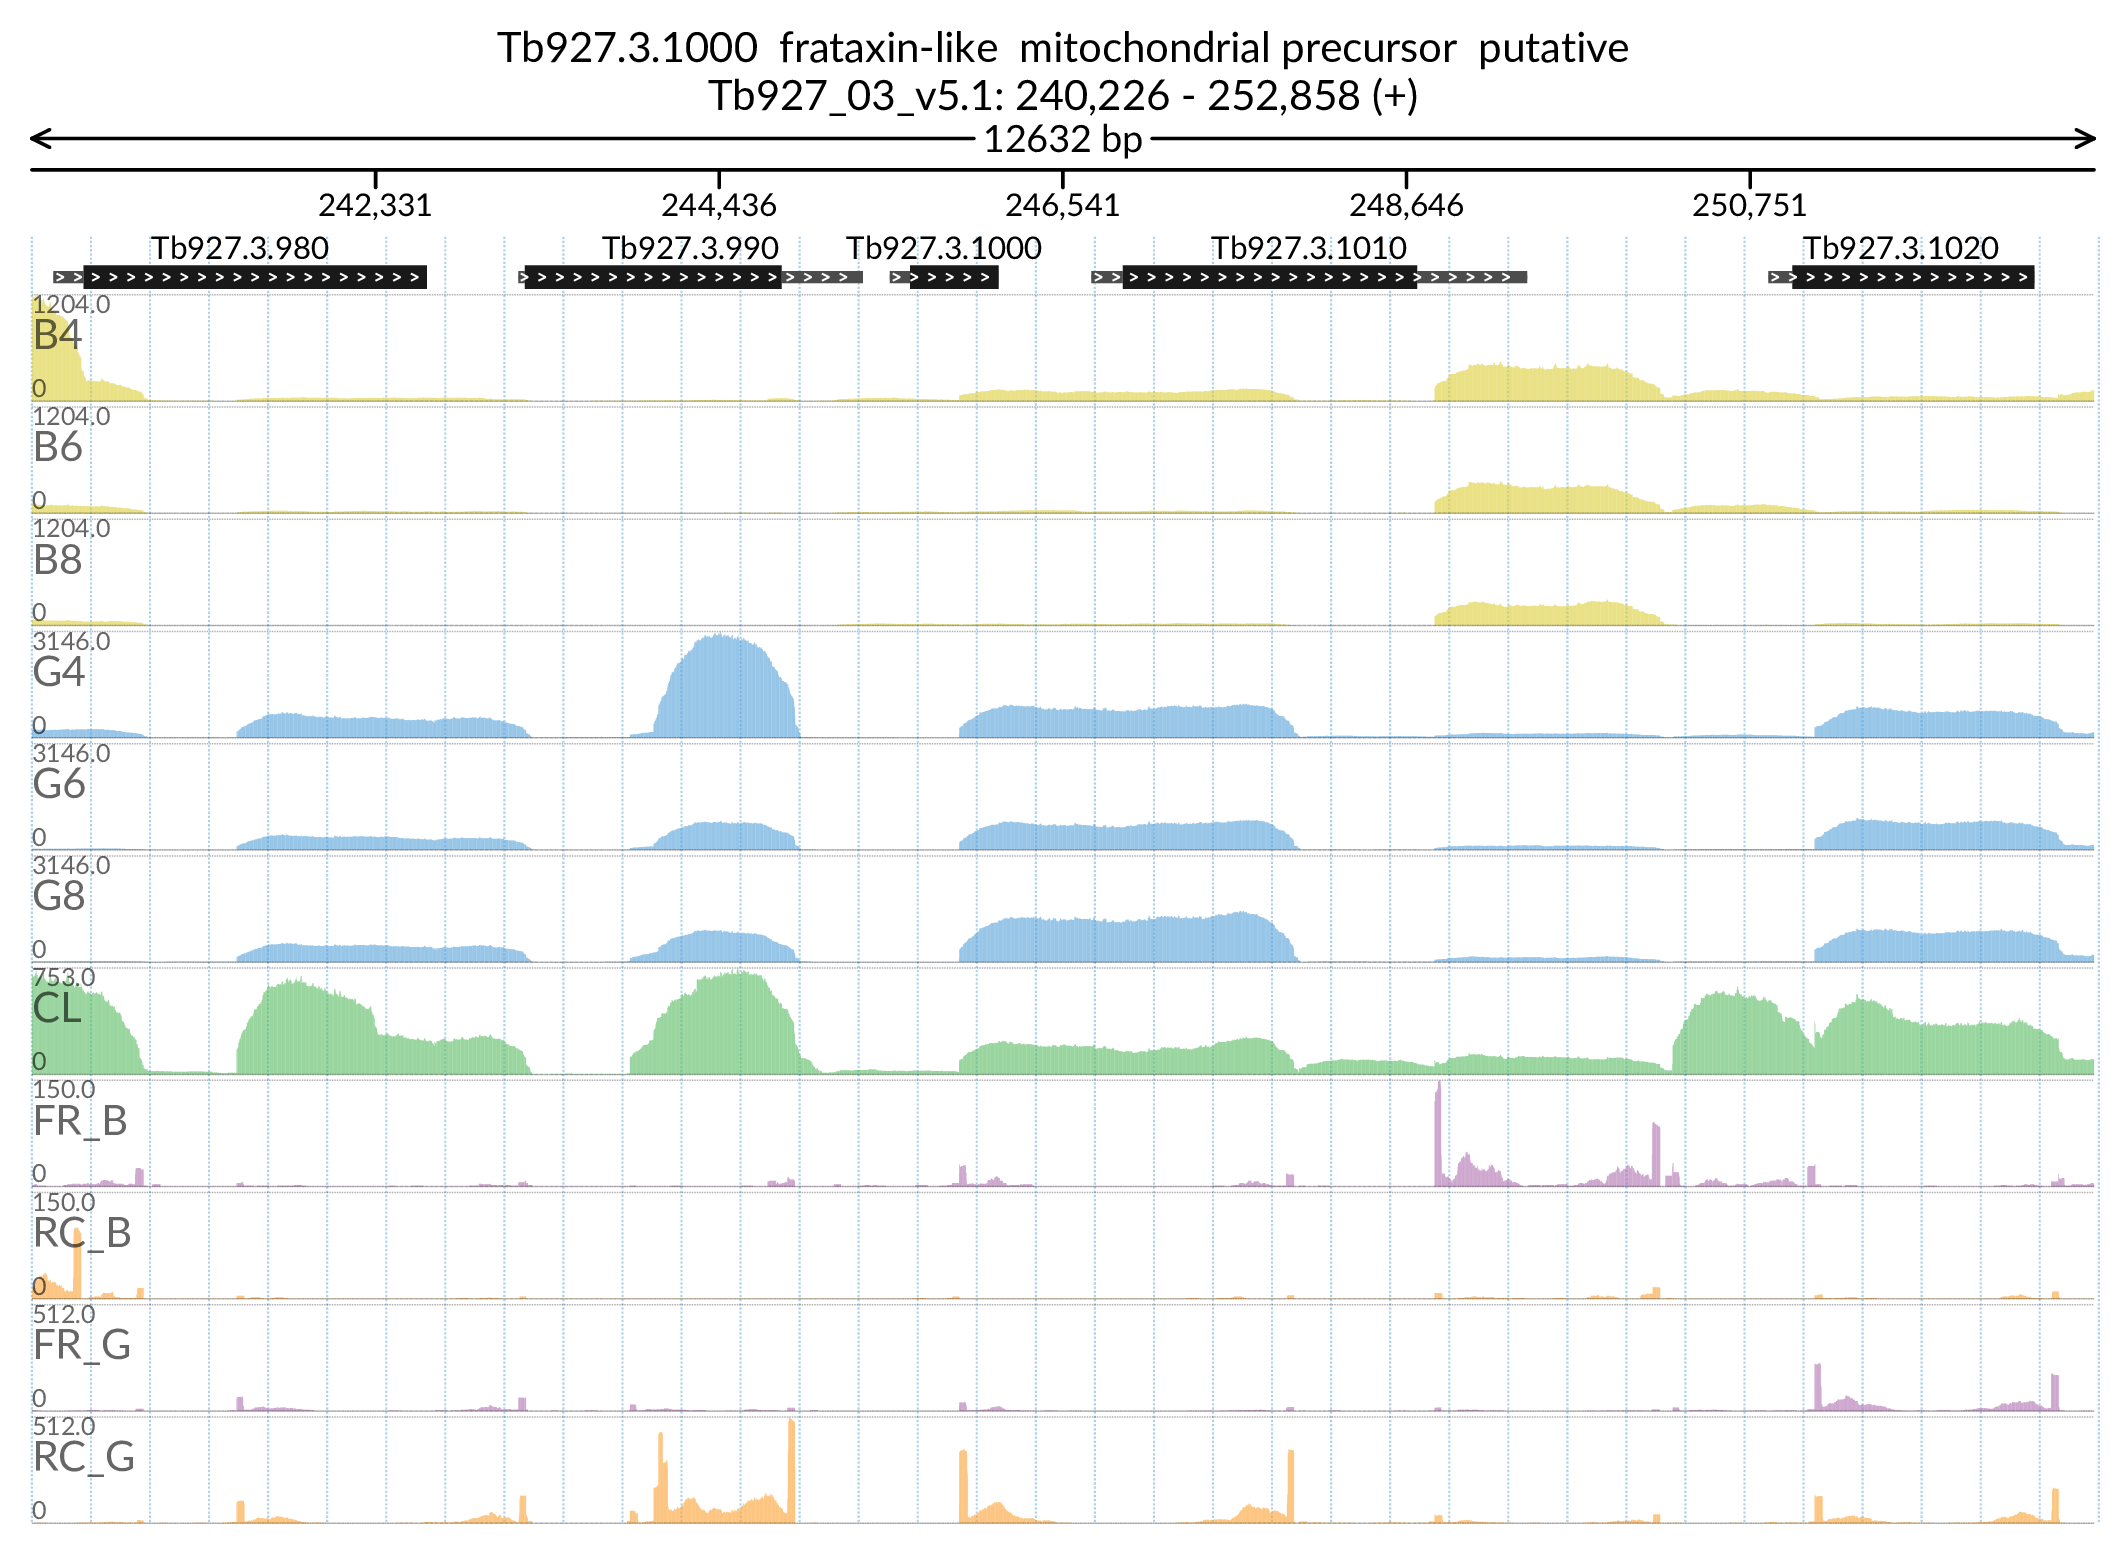 Tb927.3.1000 frataxin-like mitochondrial precursor putative
Tb927_03_v5.1: 240,226 - 252,858 (+)
12632 bp
242,331 244,436 246,541 248,646 250,751
Tb927.3.980 Tb927.3.990 Tb927.3.1000 Tb927.3.1010 Tb927.3.1020
1204.0
B4
0
1204.0
B6
0
1204.0
B8
0
3146.0
G4
0
3146.0
G6
0
3146.0
G8
0
753.0
CL
0
150.0
FR_B
0
150.0
RC_B
0
512.0
FR_G
0
512.0
RC_G
0